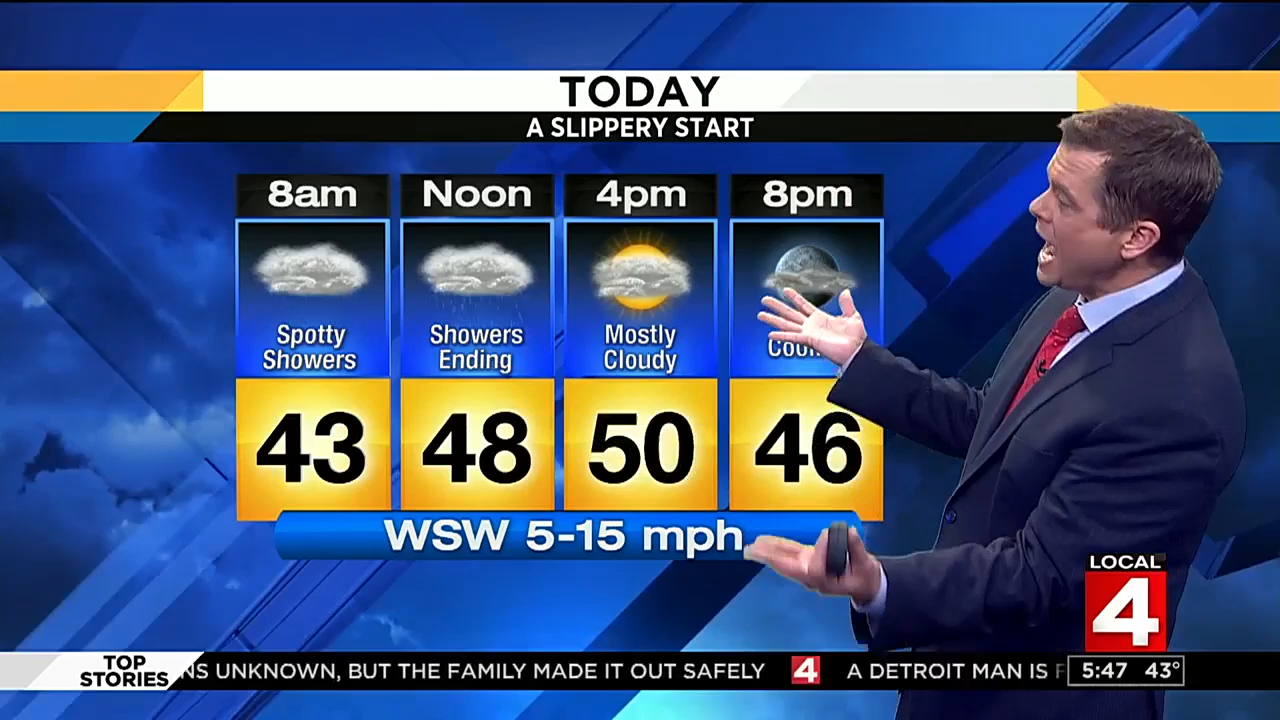 TODAY
A SLIPPERY START
8am
Noon
4pm
8pm
Spotty
Showers
Showers
Ending
Mostly
Cloudy
43
48
50
46
WSW 5-15 mph
LOCAL
4
TOP
STORIES
UNKNOWN, BUT THE FAMILY MADE IT OUT SAFELY
4
A DETROIT MAN IS
5:47 43°